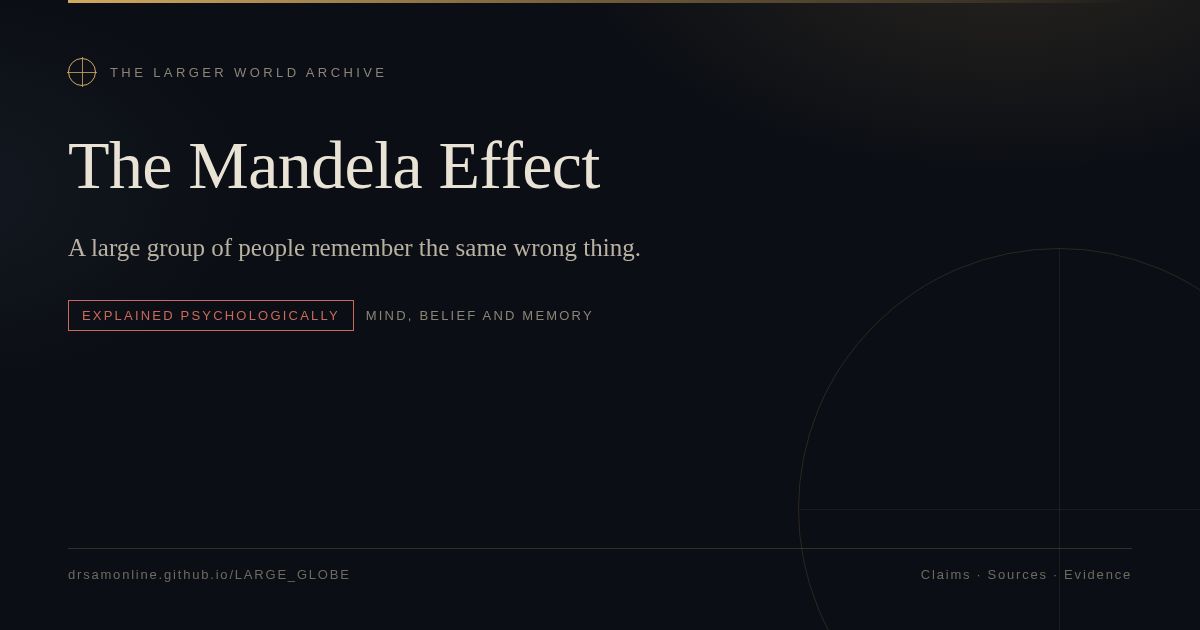 THE LARGER WORLD ARCHIVE
The Mandela Effect
A large group of people remember the same wrong thing.
EXPLAINED PSYCHOLOGICALLY MIND, BELIEF AND MEMORY
drsamonline.github.io/LARGE_GLOBE Claims · Sources · Evidence